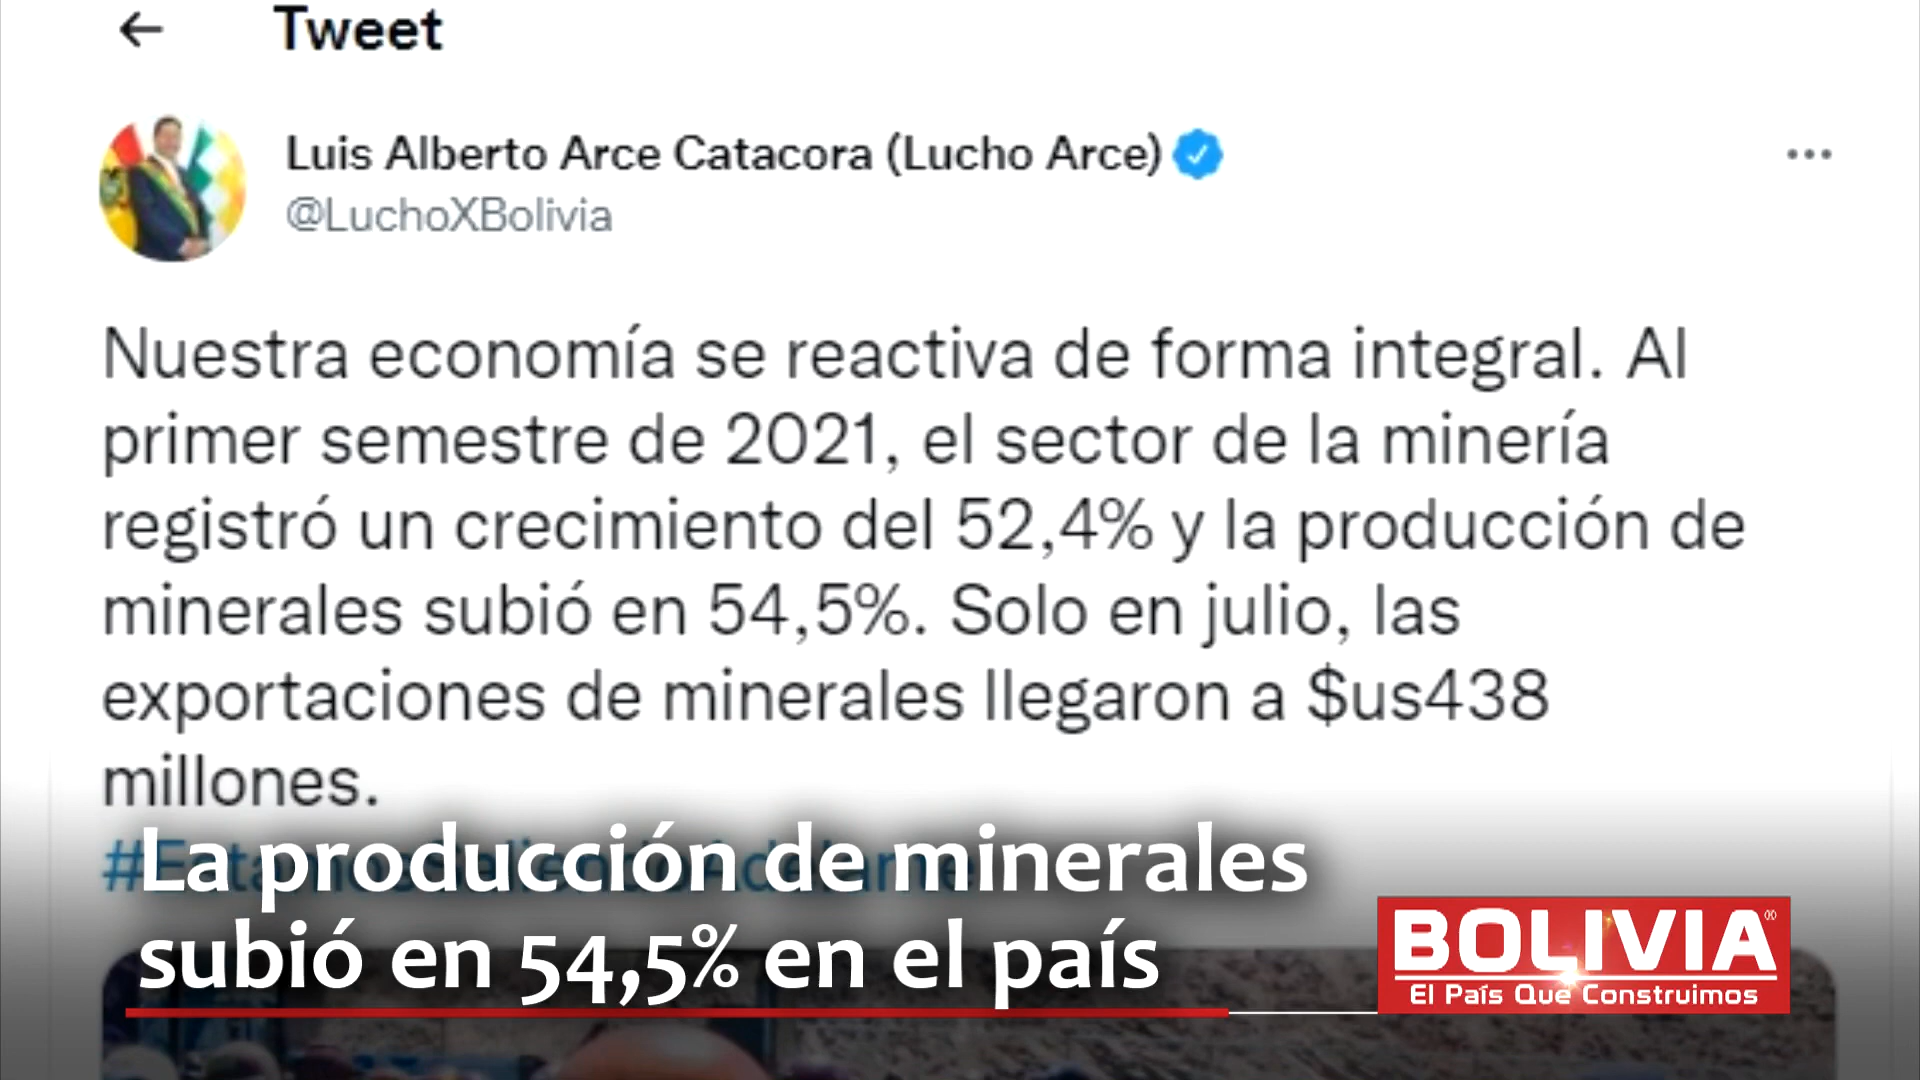 Tweet
Luis Alberto Arce Catacora (Lucho Arce)
@LuchoXBolivia
Nuestra economía se reactiva de forma integral. Al
primer semestre de 2021, el sector de la minería
registró un crecimiento del 52,4% y la producción de
minerales subió en 54,5%. Solo en julio, las
exportaciones de minerales llegaron a $us438
millones.
La producción de minerales
subió en 54,5% en el país
BOLIVIA®
El País Que Construimos